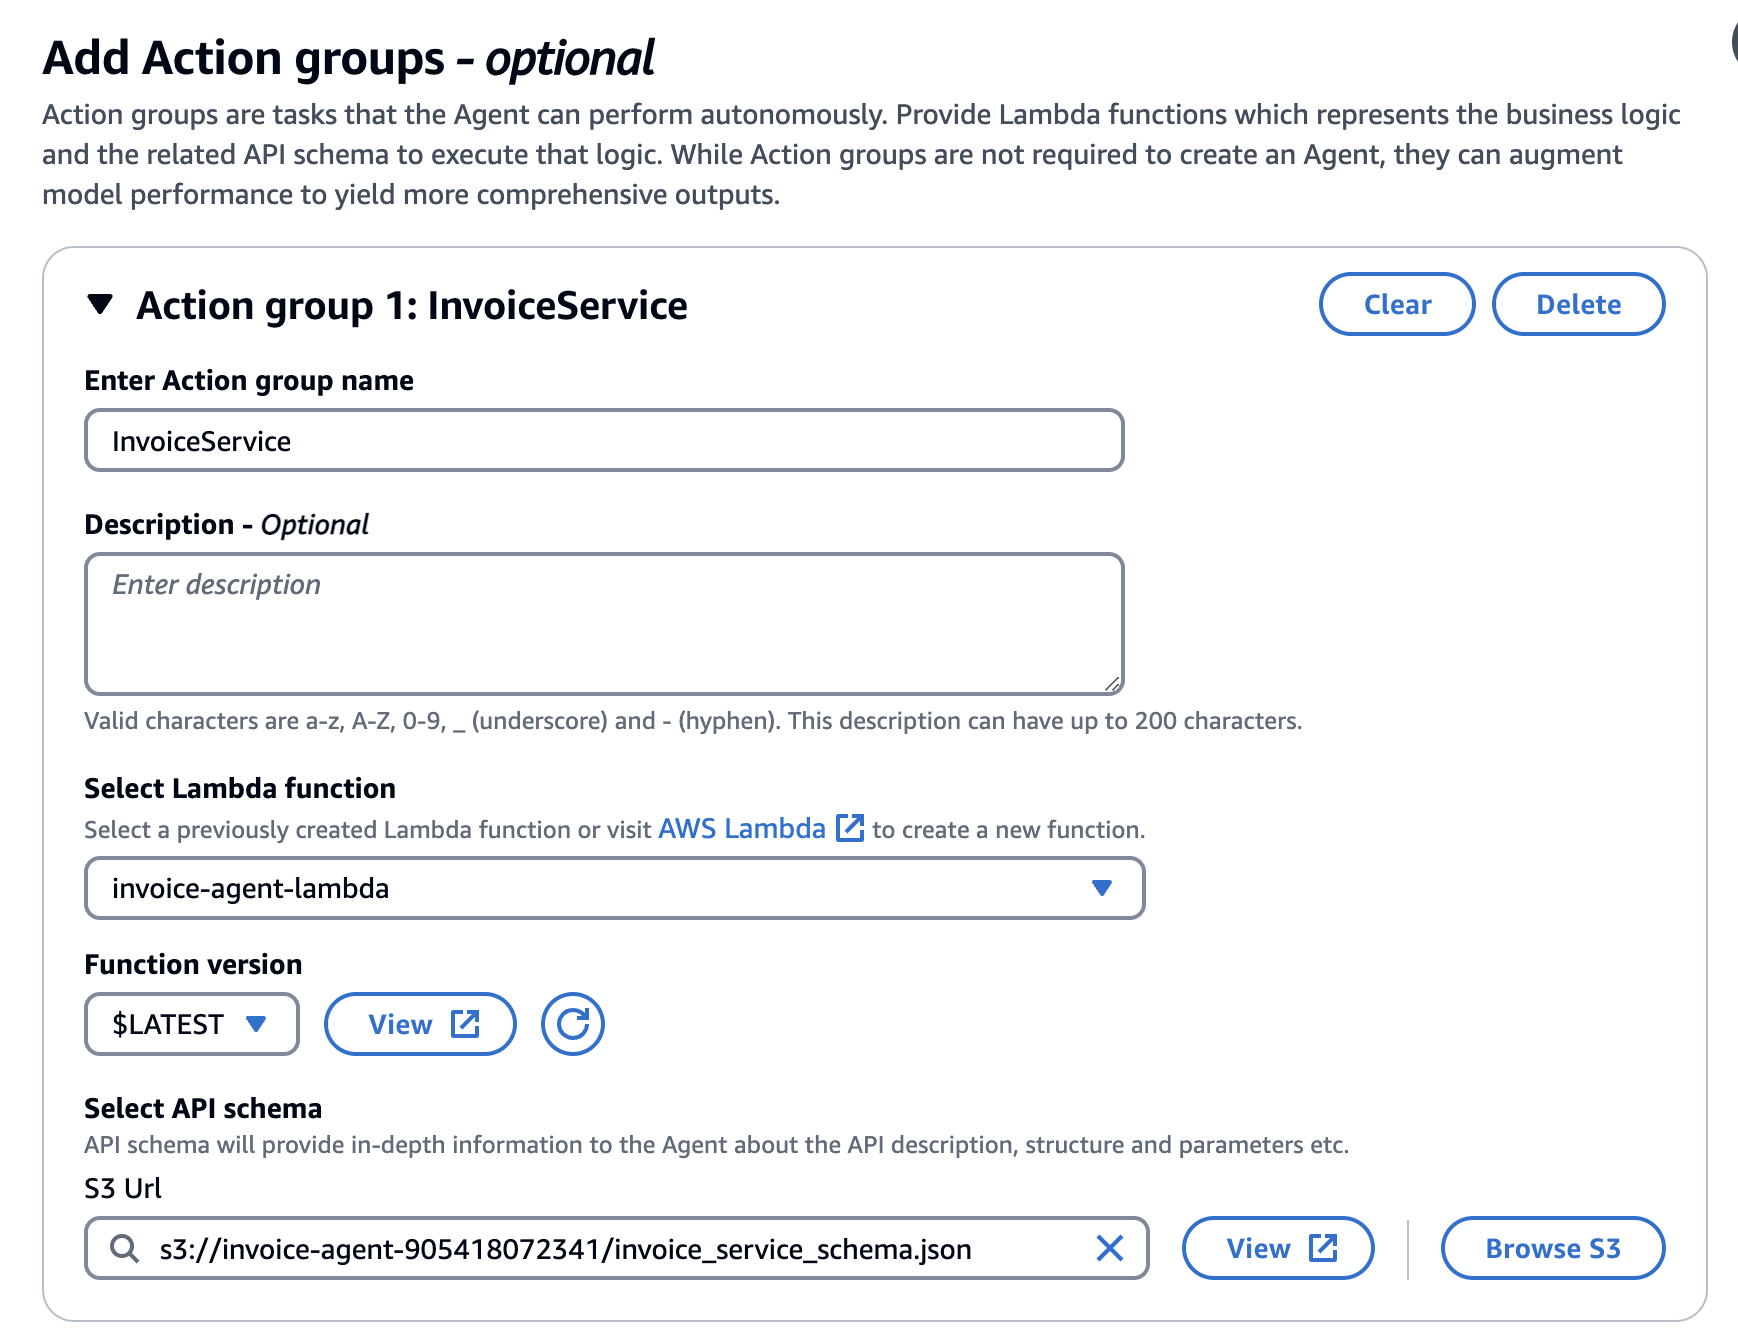 Add Action groups - optional
Action groups are tasks that the Agent can perform autonomously. Provide Lambda functions which represents the business logic
and the related API schema to execute that logic. While Action groups are not required to create an Agent, they can augment
model performance to yield more comprehensive outputs.
Action group 1: InvoiceService
Clear
Delete
Enter Action group name
InvoiceService
Description - Optional
Enter description
Valid characters are a-z, A-Z, 0-9, _ (underscore) and - (hyphen). This description can have up to 200 characters.
Select Lambda function
Select a previously created Lambda function or visit AWS Lambda to create a new function.
invoice-agent-lambda
Function version
$LATEST
View
Select API schema
API schema will provide in-depth information to the Agent about the API description, structure and parameters etc.
S3 Url
s3://invoice-agent-905418072341/invoice_service_schema.json
View
Browse S3